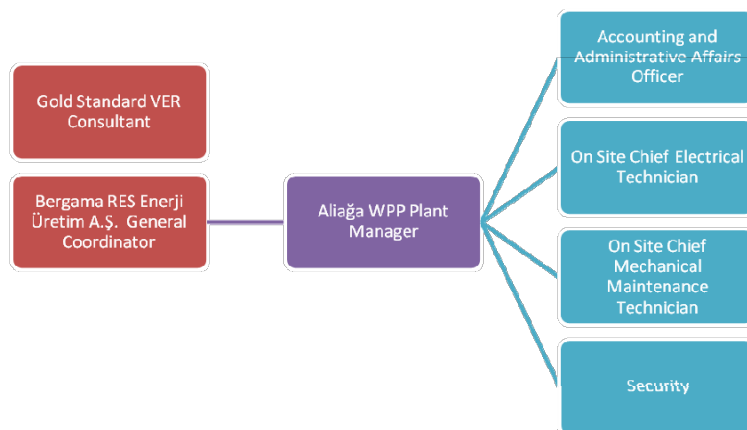 Gold Standard VER
Consultant
Bergama RES Enerji
Üretim A.Ş. General
Coordinator
Aliağa WPP Plant
Manager
Accounting and
Administrative Affairs
Officer
On Site Chief Electrical
Technician
On Site Chief
Mechanical
Maintenance
Technician
Security